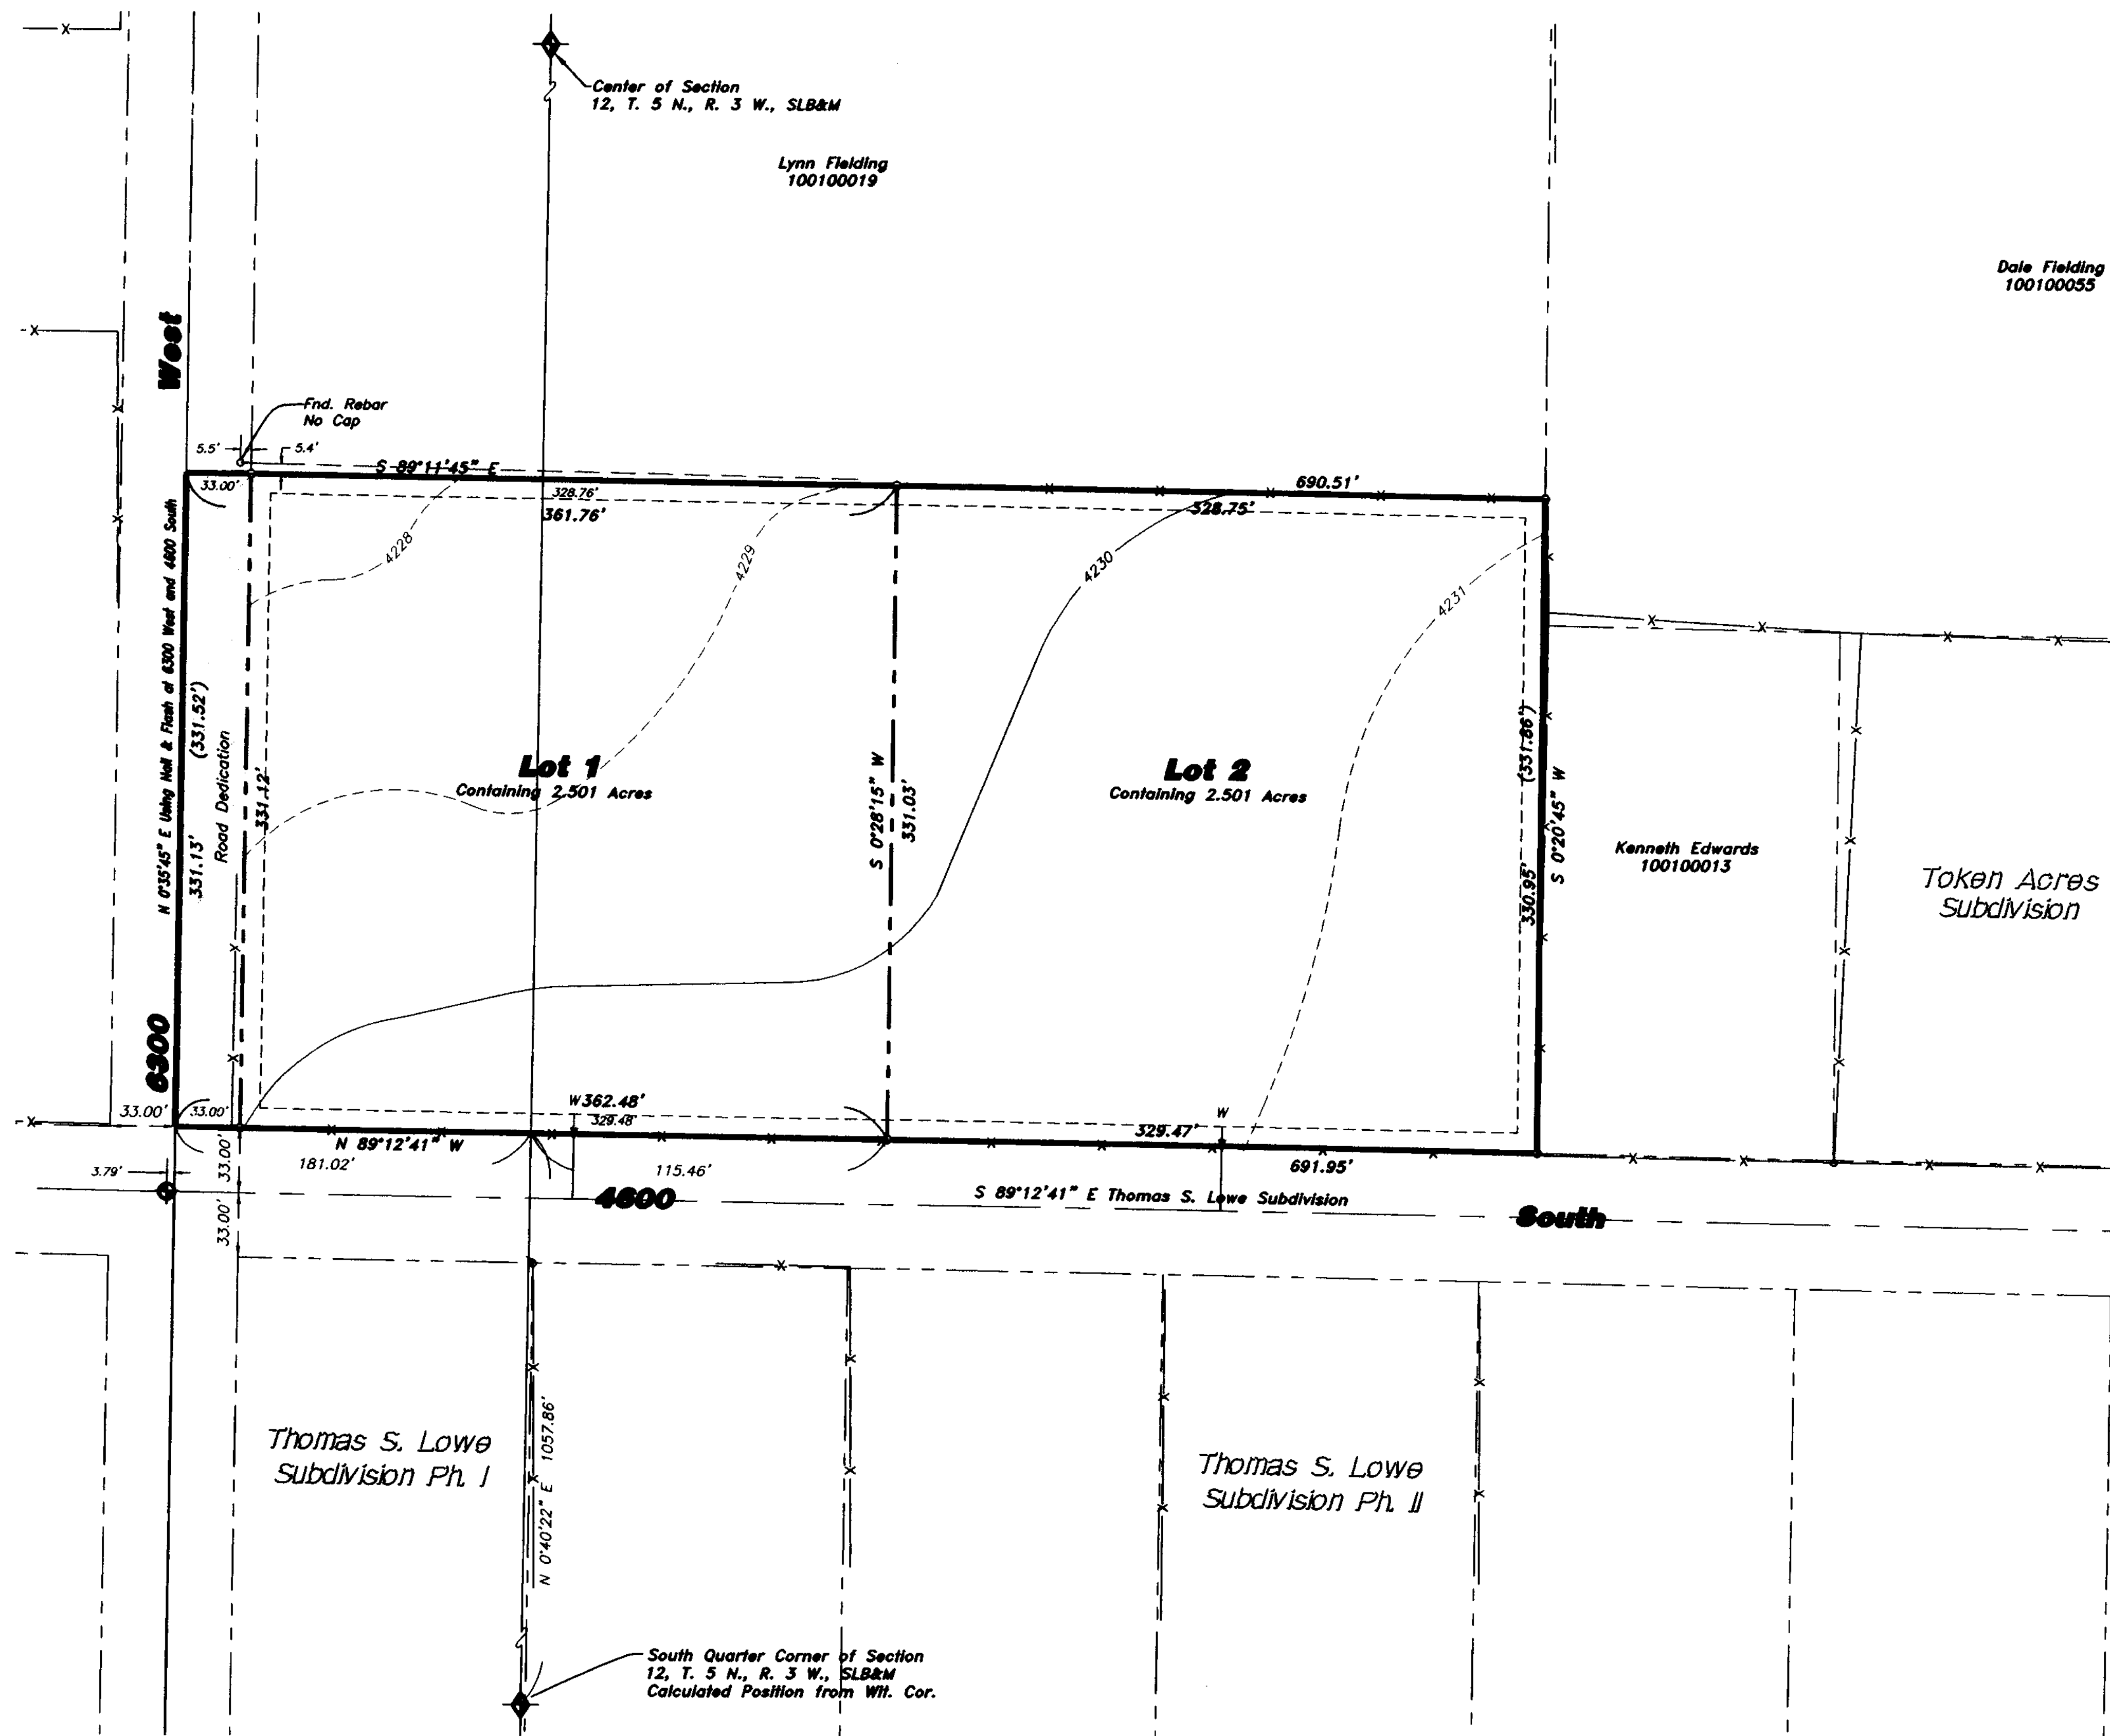 Center of Section
12, T. 5 N., R. 3 W., SLB&M
Lynn Fielding
100100019
Dale Fielding
100100055
West
Fnd. Rebar
No Cap
5.5'
5.4'
S 89°11'45" E
33.00'
328.76'
361.76'
690.51'
328.75'
4228
4229
4230
4231
N 0°35'45" E Using Nail & Flash at 6300 West and 4600 South
(331.52')
331.13'
Road Dedication
331.12'
Lot 1
Containing 2.501 Acres
S 0°28'15" W
331.03'
Lot 2
Containing 2.501 Acres
(331.86')
330.95'
S 0°20'45" W
Kenneth Edwards
100100013
Token Acres
Subdivision
6300
33.00'
33.00'
W
362.48'
329.48'
W
329.47'
N 89°12'41" W
181.02'
115.46'
691.95'
3.79'
33.00'
33.00'
4600
S 89°12'41" E Thomas S. Lowe Subdivision
South
Thomas S. Lowe
Subdivision Ph. I
N 0°40'22" E 1057.86'
Thomas S. Lowe
Subdivision Ph. II
South Quarter Corner of Section
12, T. 5 N., R. 3 W., SLB&M
Calculated Position from Wit. Cor.